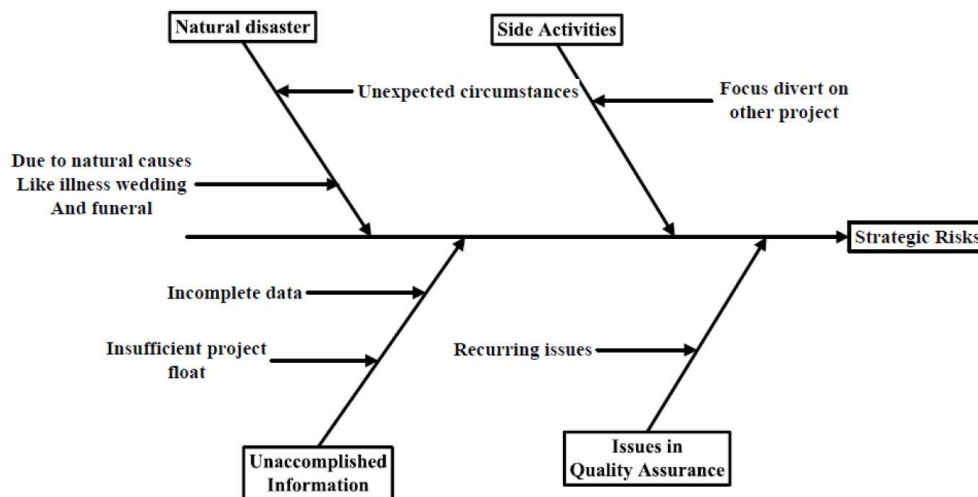 Natural disaster
Side Activities
Unexpected circumstances
Focus divert on
other project
Due to natural causes
Like illness wedding
And funeral
Strategic Risks
Incomplete data
Insufficient project
float
Recurring issues
Unaccomplished
Information
Issues in
Quality Assurance